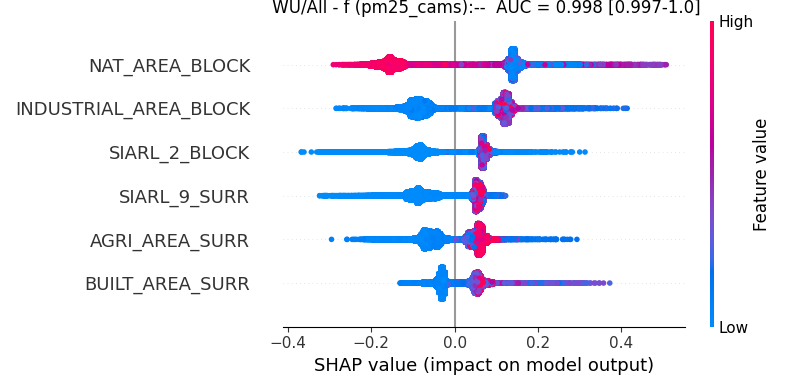 WU/All - f (pm25_cams):-- AUC = 0.998 [0.997-1.0]
High
NAT_AREA_BLOCK
INDUSTRIAL_AREA_BLOCK
SIARL_2_BLOCK
SIARL_9_SURR
AGRI_AREA_SURR
BUILT_AREA_SURR
Feature value
Low
−0.4 −0.2 0.0 0.2 0.4
SHAP value (impact on model output)